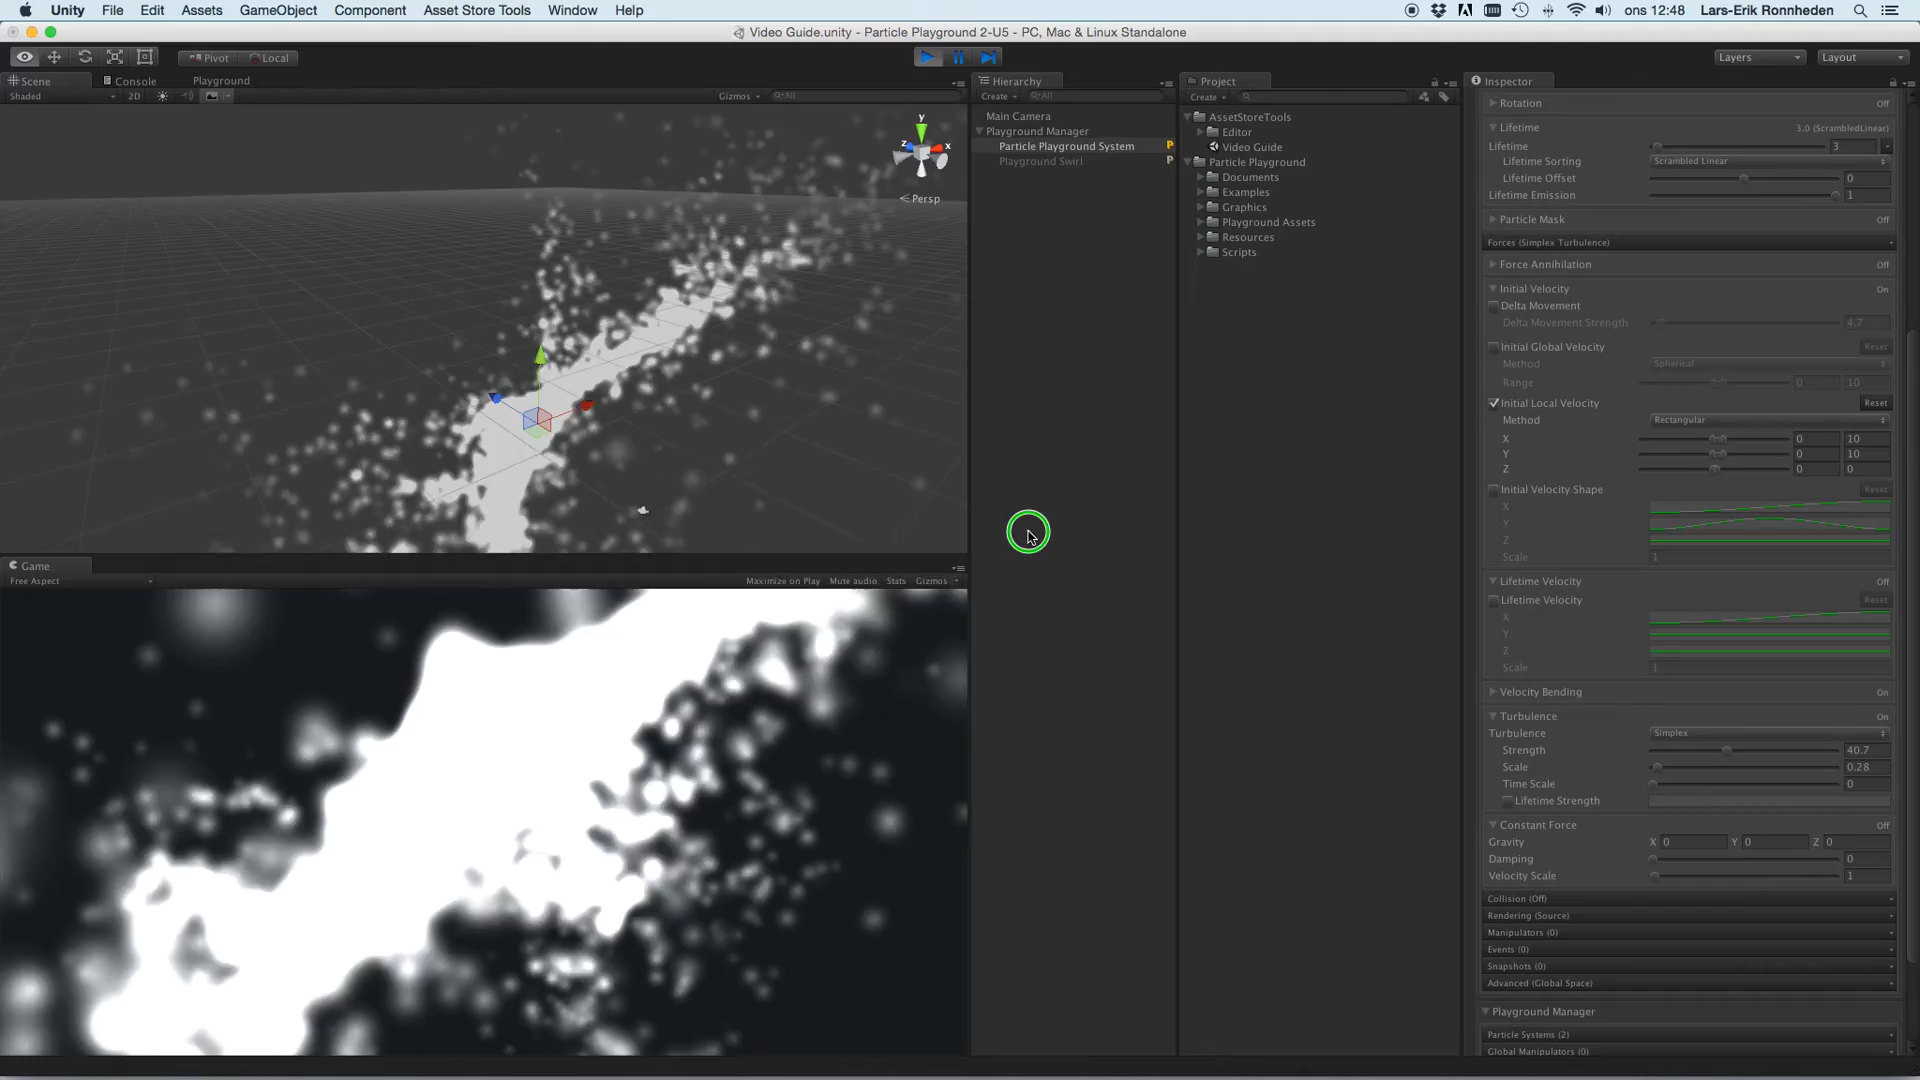 Unity File Edit Assets GameObject Component Asset Store Tools Window Help ons 12:48 Lars-Erik Ronnheden
Video Guide.unity - Particle Playground 2-U5 - PC, Mac & Linux Standalone
Pivot Local Layers Layout
Scene Console Playground
Shaded 2D Gizmos All
y
z x
Persp
Game
Free Aspect Maximize on Play Mute audio Stats Gizmos
Hierarchy
Create All
Main Camera
Playground Manager
Particle Playground System P
Playground Swirl P
Project
Create
AssetStoreTools
Editor
Video Guide
Particle Playground
Documents
Examples
Graphics
Playground Assets
Resources
Scripts
Inspector
Rotation Off
Lifetime 3.0 (ScrambledLinear)
Lifetime 3
Lifetime Sorting Scrambled Linear
Lifetime Offset 0
Lifetime Emission 1
Particle Mask Off
Forces (Simplex Turbulence)
Force Annihilation Off
Initial Velocity On
Delta Movement
Delta Movement Strength 4.7
Initial Global Velocity Reset
Method Spherical
Range 0 10
Initial Local Velocity Reset
Method Rectangular
X 0 10
Y 0 10
Z 0 0
Initial Velocity Shape Reset
X
Y
Z
Scale 1
Lifetime Velocity Off
Lifetime Velocity Reset
X
Y
Z
Scale 1
Velocity Bending On
Turbulence On
Turbulence Simplex
Strength 40.7
Scale 0.28
Time Scale 0
Lifetime Strength
Constant Force Off
Gravity X 0 Y 0 Z 0
Damping 0
Velocity Scale 1
Collision (Off)
Rendering (Source)
Manipulators (0)
Events (0)
Snapshots (0)
Advanced (Global Space)
Playground Manager
Particle Systems (2)
Global Manipulators (0)